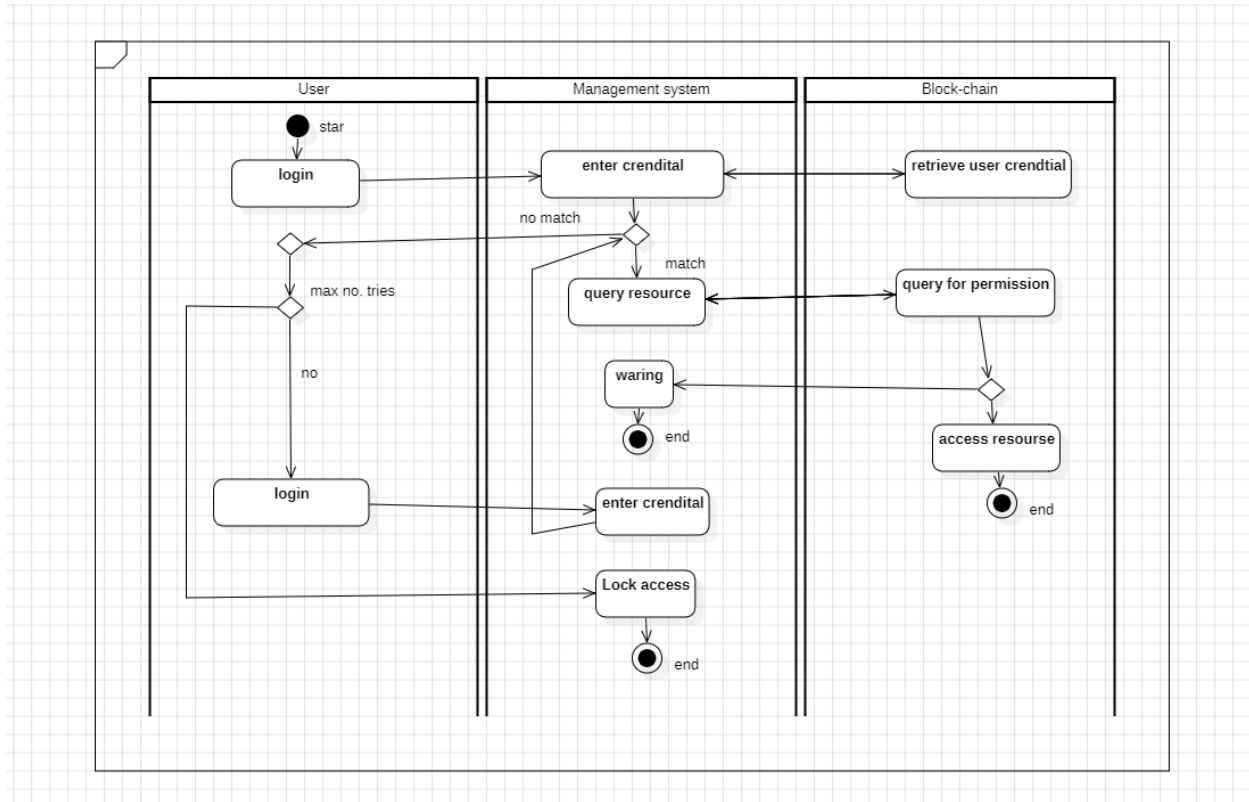 User
Management system
Block-chain
star
login
enter crendital
retrieve user crendtial
no match
match
max no. tries
query resource
query for permission
no
waring
end
access resourse
end
login
enter crendital
Lock access
end